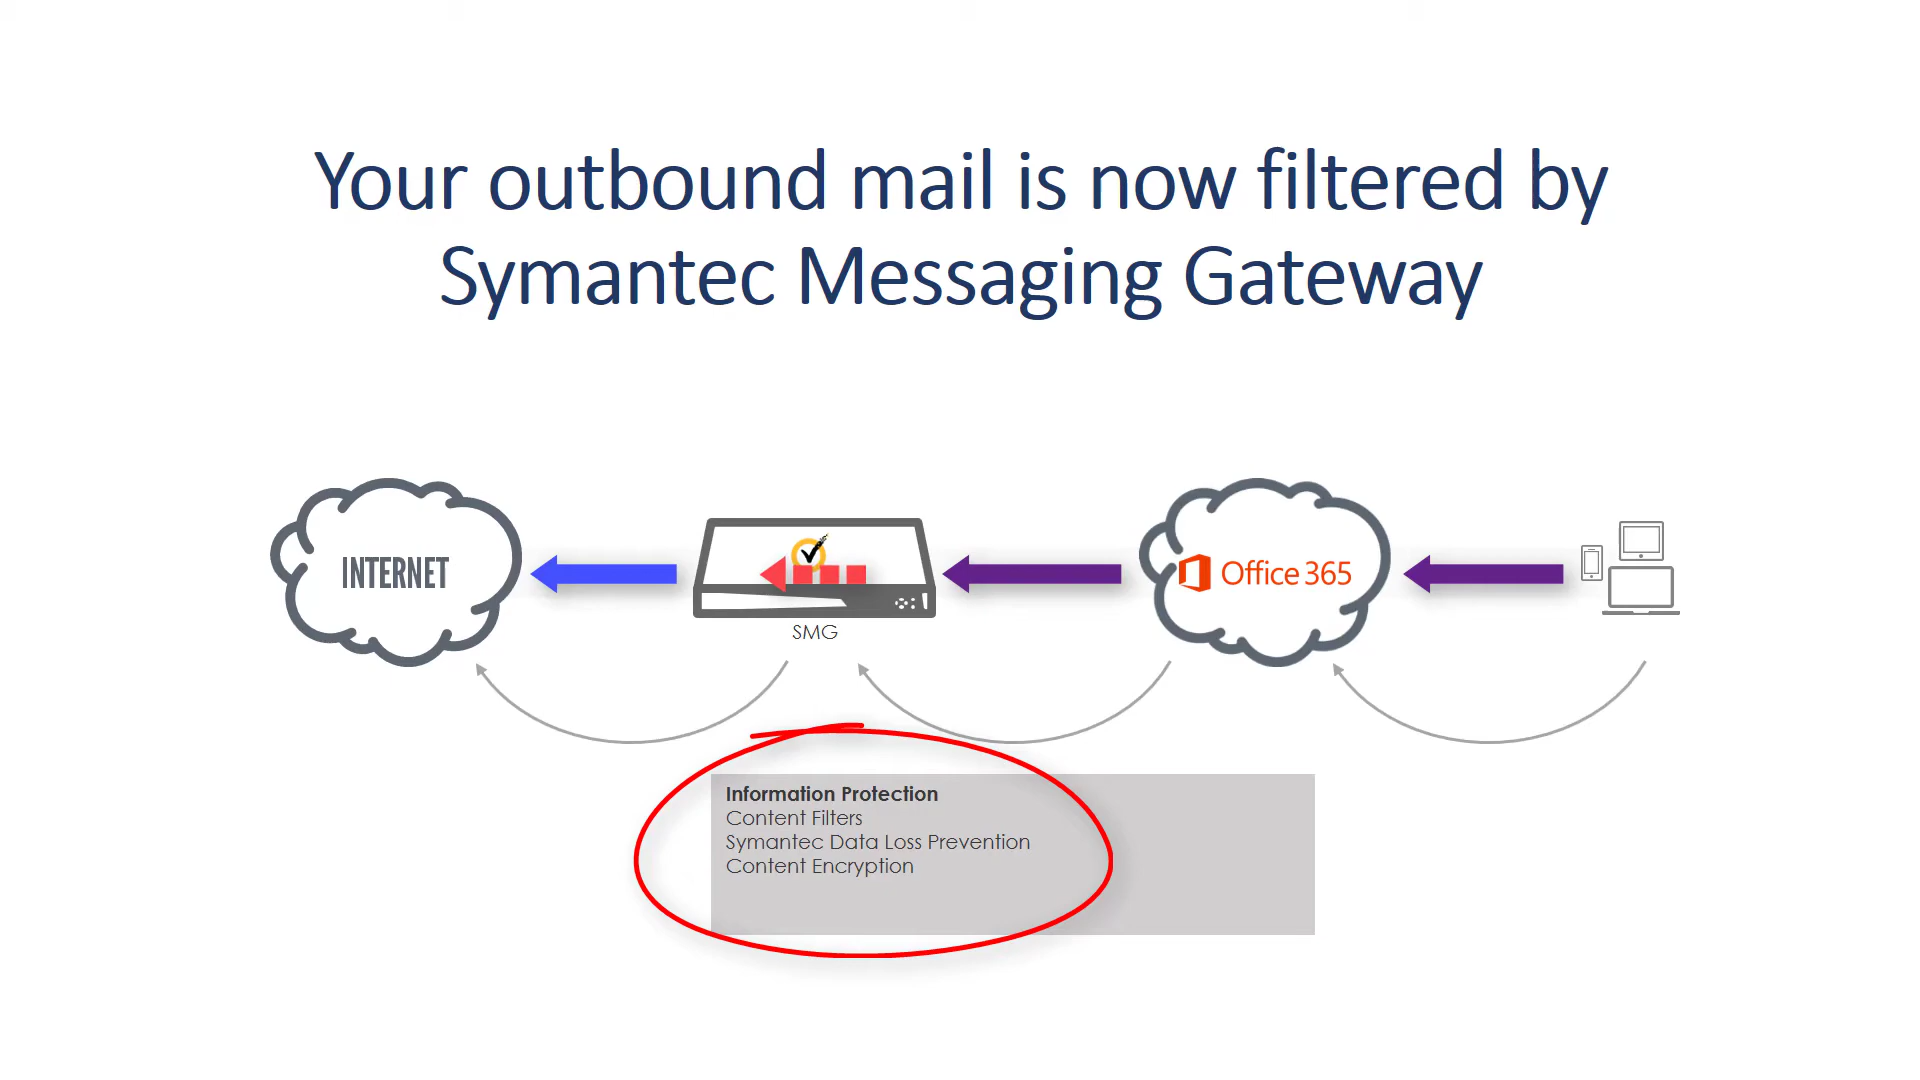 Your outbound mail is now filtered by
Symantec Messaging Gateway
INTERNET
Office 365
SMG
Information Protection
Content Filters
Symantec Data Loss Prevention
Content Encryption